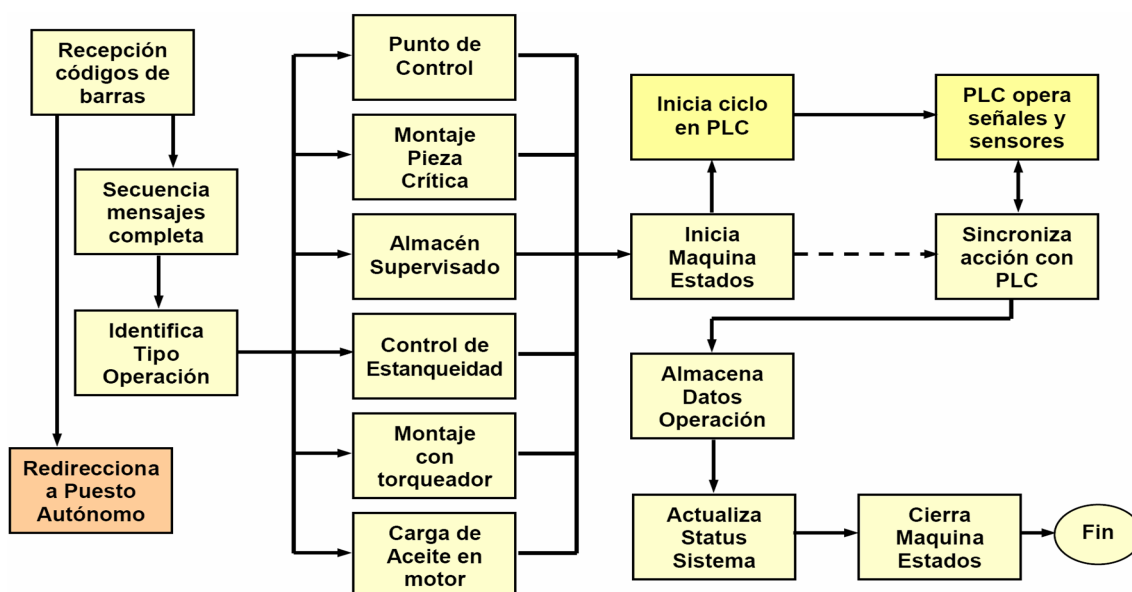 Recepción
códigos de
barras
Secuencia
mensajes
completa
Identifica
Tipo
Operación
Redirecciona
a Puesto
Autónomo
Punto de
Control
Montaje
Pieza
Crítica
Almacén
Supervisado
Control de
Estanqueidad
Montaje
con
torqueador
Carga de
Aceite en
motor
Inicia ciclo
en PLC
PLC opera
señales y
sensores
Inicia
Maquina
Estados
Sincroniza
acción con
PLC
Almacena
Datos
Operación
Actualiza
Status
Sistema
Cierra
Maquina
Estados
Fin